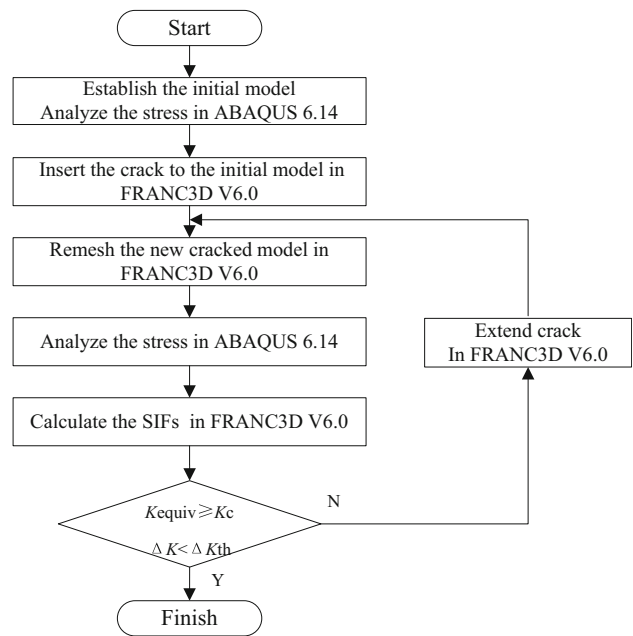 Start
Establish the initial model
Analyze the stress in ABAQUS 6.14
Insert the crack to the initial model in
FRANC3D V6.0
Remesh the new cracked model in
FRANC3D V6.0
Analyze the stress in ABAQUS 6.14
Extend crack
In FRANC3D V6.0
Calculate the SIFs in FRANC3D V6.0
Kequiv≥Kc
ΔK<ΔKth
N
Y
Finish